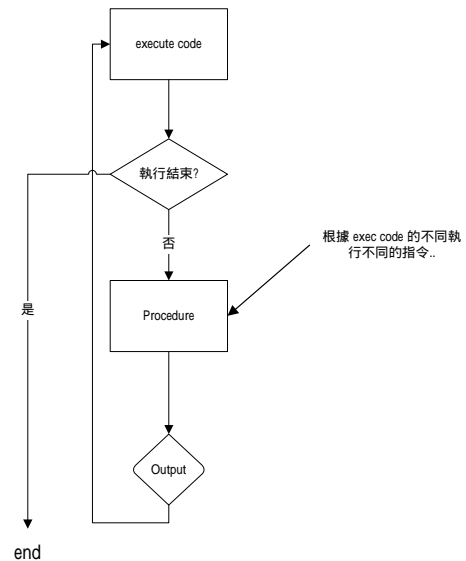 execute code
執行結束?
否
根據 exec code 的不同執
行不同的指令..
Procedure
是
Output
end